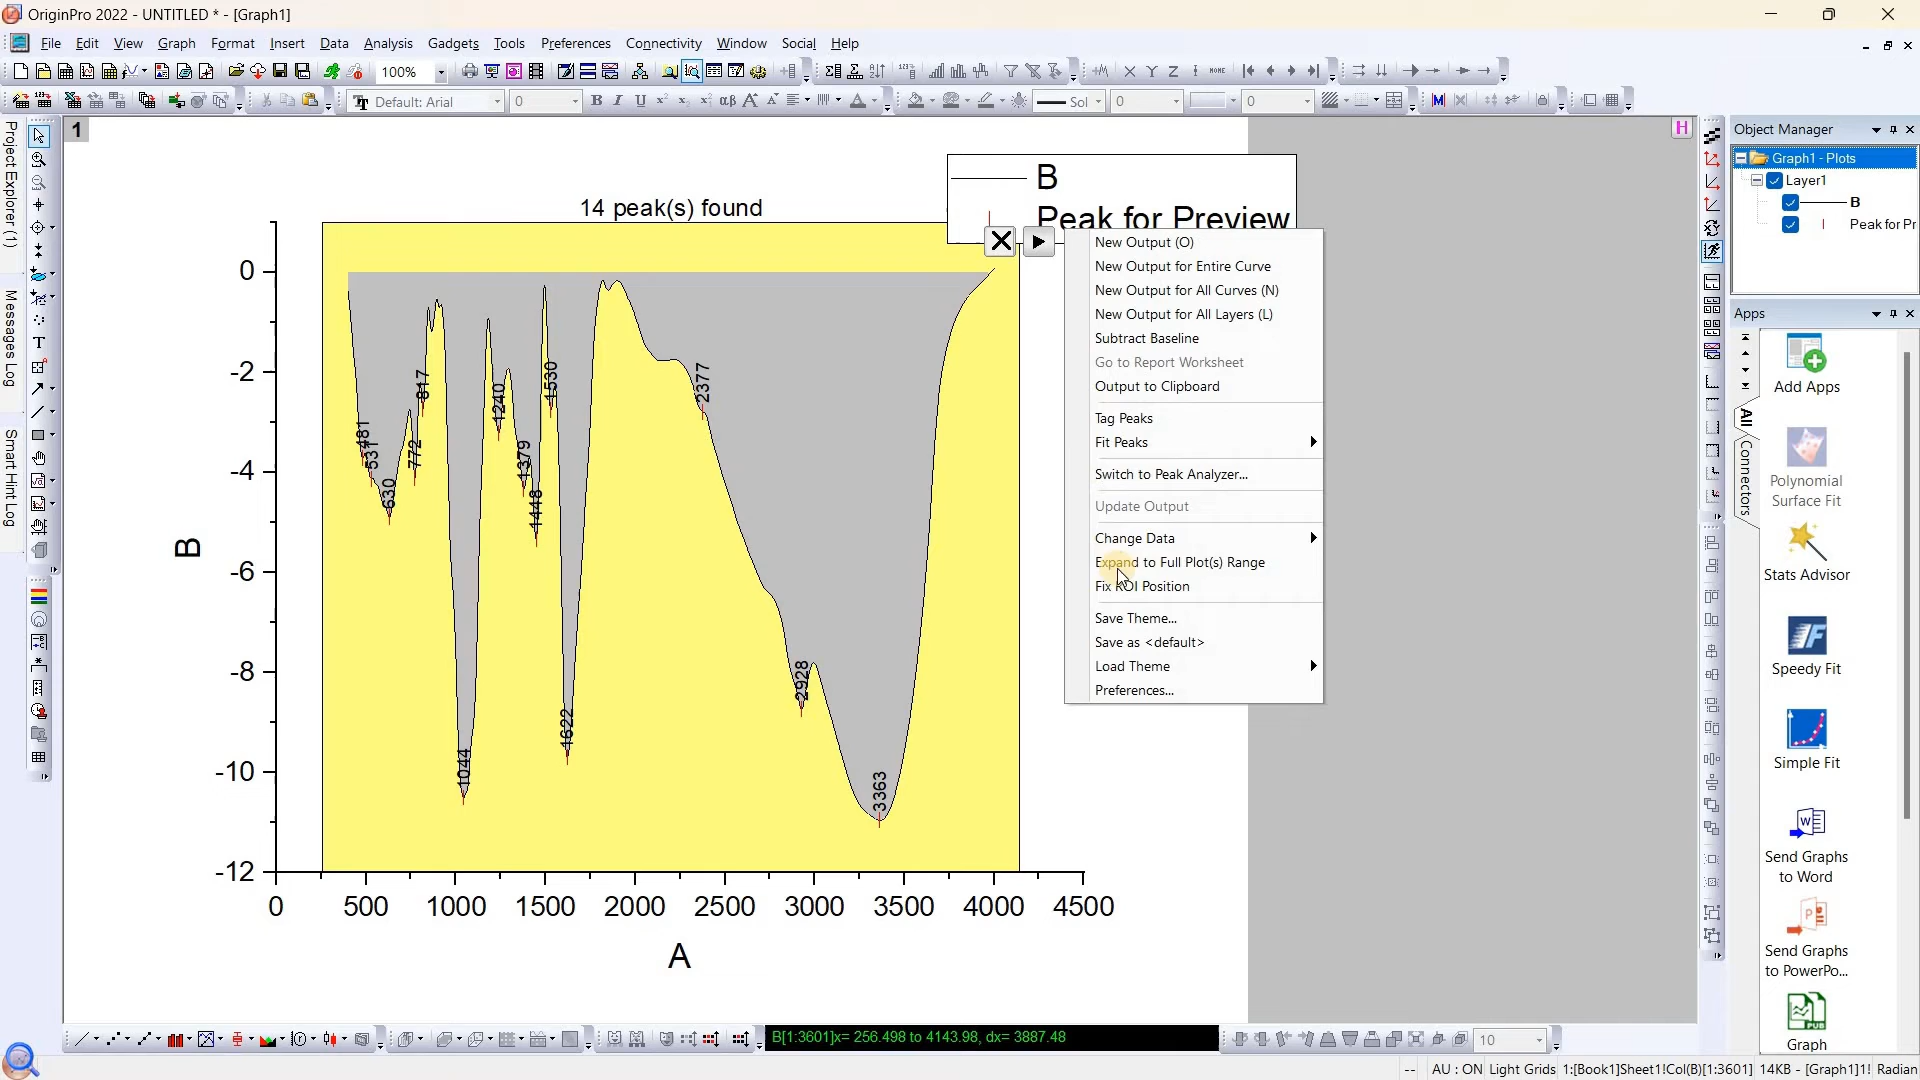 OriginPro 2022 - UNTITLED * - [Graph1]
File Edit View Graph Format Insert Data Analysis Gadgets Tools Preferences Connectivity Window Social Help
100%
Default: Arial 0 B I U Sol 0 0
1
H
Project Explorer (1)
Messages Log
Smart Hint Log
B
Peak for Preview
14 peak(s) found
0
-2
-4
-6
-8
-10
-12
B
481
531
630
772
817
1044
1240
1379
1448
1530
1622
2377
2928
3363
0 500 1000 1500 2000 2500 3000 3500 4000 4500
A
New Output (O)
New Output for Entire Curve
New Output for All Curves (N)
New Output for All Layers (L)
Subtract Baseline
Go to Report Worksheet
Output to Clipboard
Tag Peaks
Fit Peaks
Switch to Peak Analyzer...
Update Output
Change Data
Expand to Full Plot(s) Range
Fix ROI Position
Save Theme...
Save as <default>
Load Theme
Preferences...
Object Manager
Graph1 - Plots
Layer1
B
Peak for Pr
Apps
All
Connectors
Add Apps
Polynomial
Surface Fit
Stats Advisor
Speedy Fit
Simple Fit
Send Graphs
to Word
Send Graphs
to PowerPo...
Graph
B[1:3601]x= 256.498 to 4143.98, dx= 3887.48
10
-- AU : ON Light Grids 1:[Book1]Sheet1!Col(B)[1:3601] 14KB - [Graph1]1! Radian